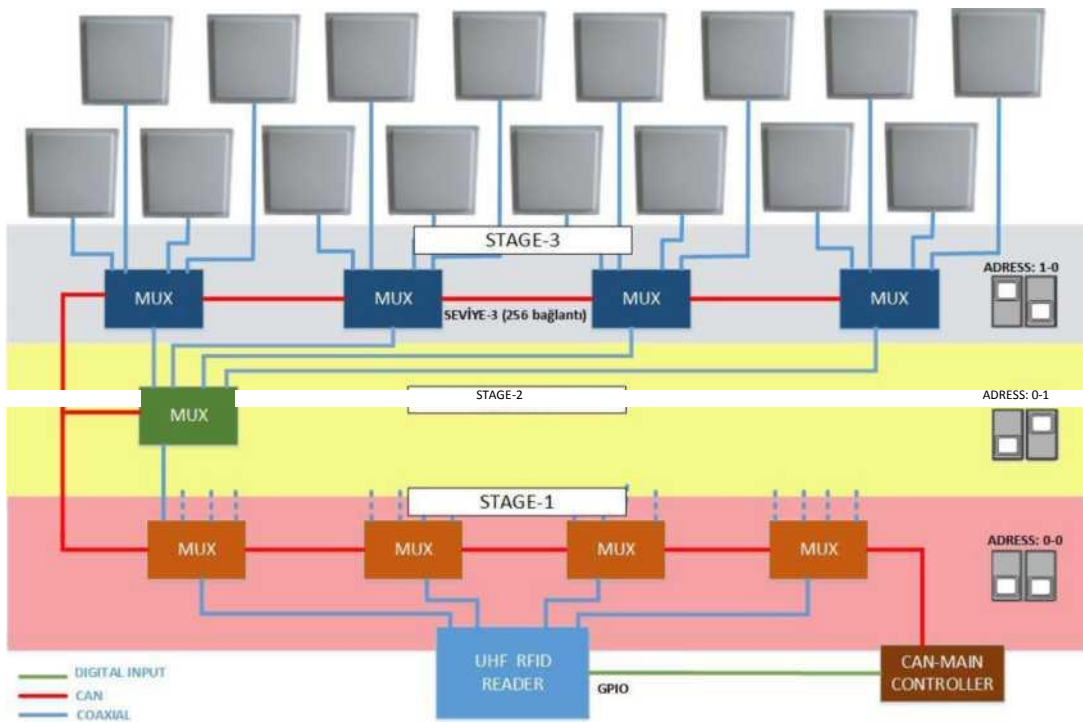 STAGE-3
ADRESS: 1-0
MUX
MUX
MUX
MUX
SEVİYE-3 (256 bağlantı)
STAGE-2
ADRESS: 0-1
MUX
STAGE-1
ADRESS: 0-0
MUX
MUX
MUX
MUX
UHF RFID
READER
GPIO
CAN-MAIN
CONTROLLER
DIGITAL INPUT
CAN
COAXIAL